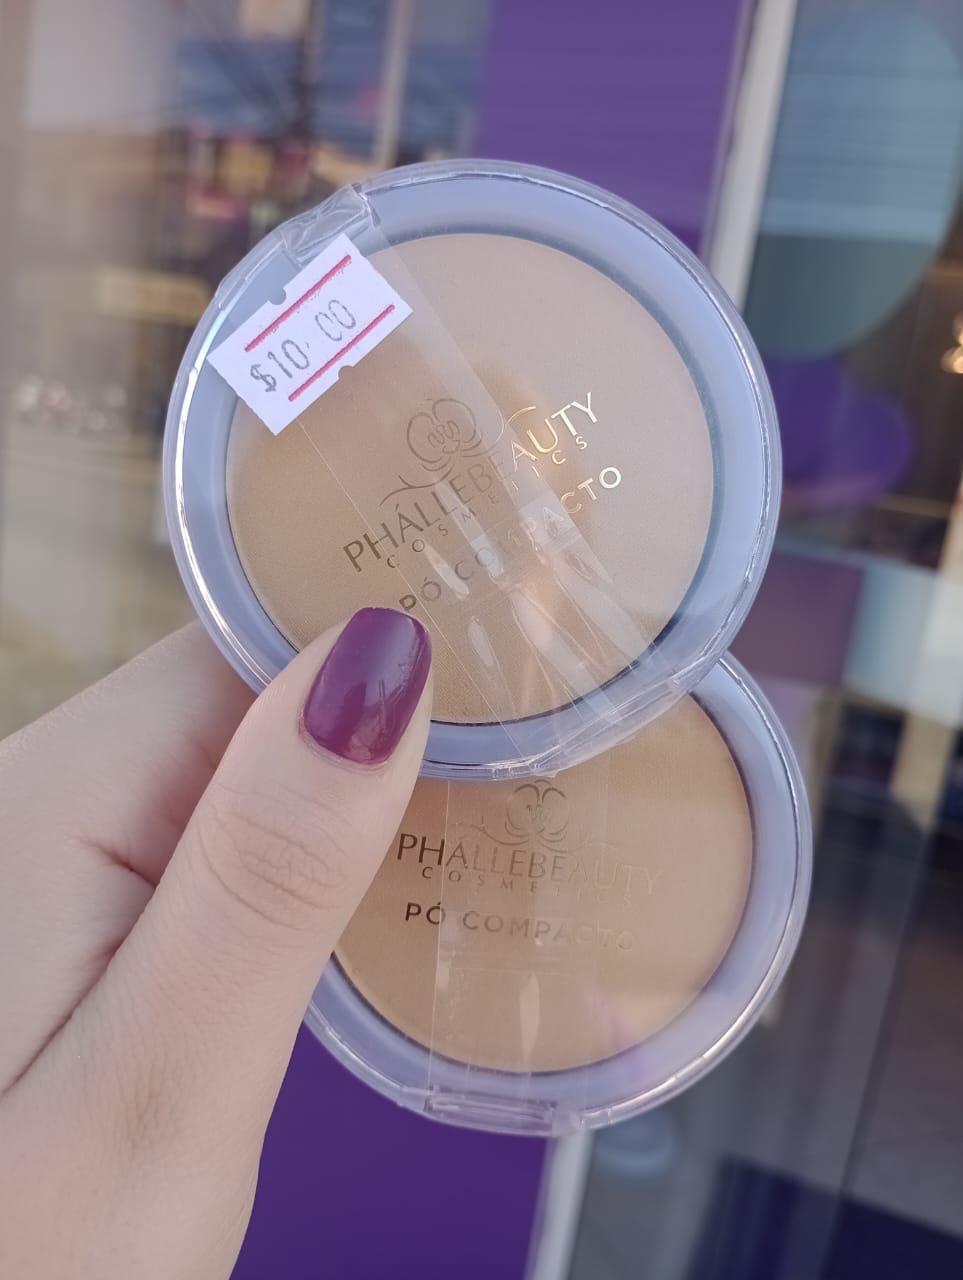 $10.00
PHÁLLEBEAUTY
COSMETICS
PÓ COMPACTO
PHÁLLEBEAUTY
COSMETICS
PÓ COMPACTO